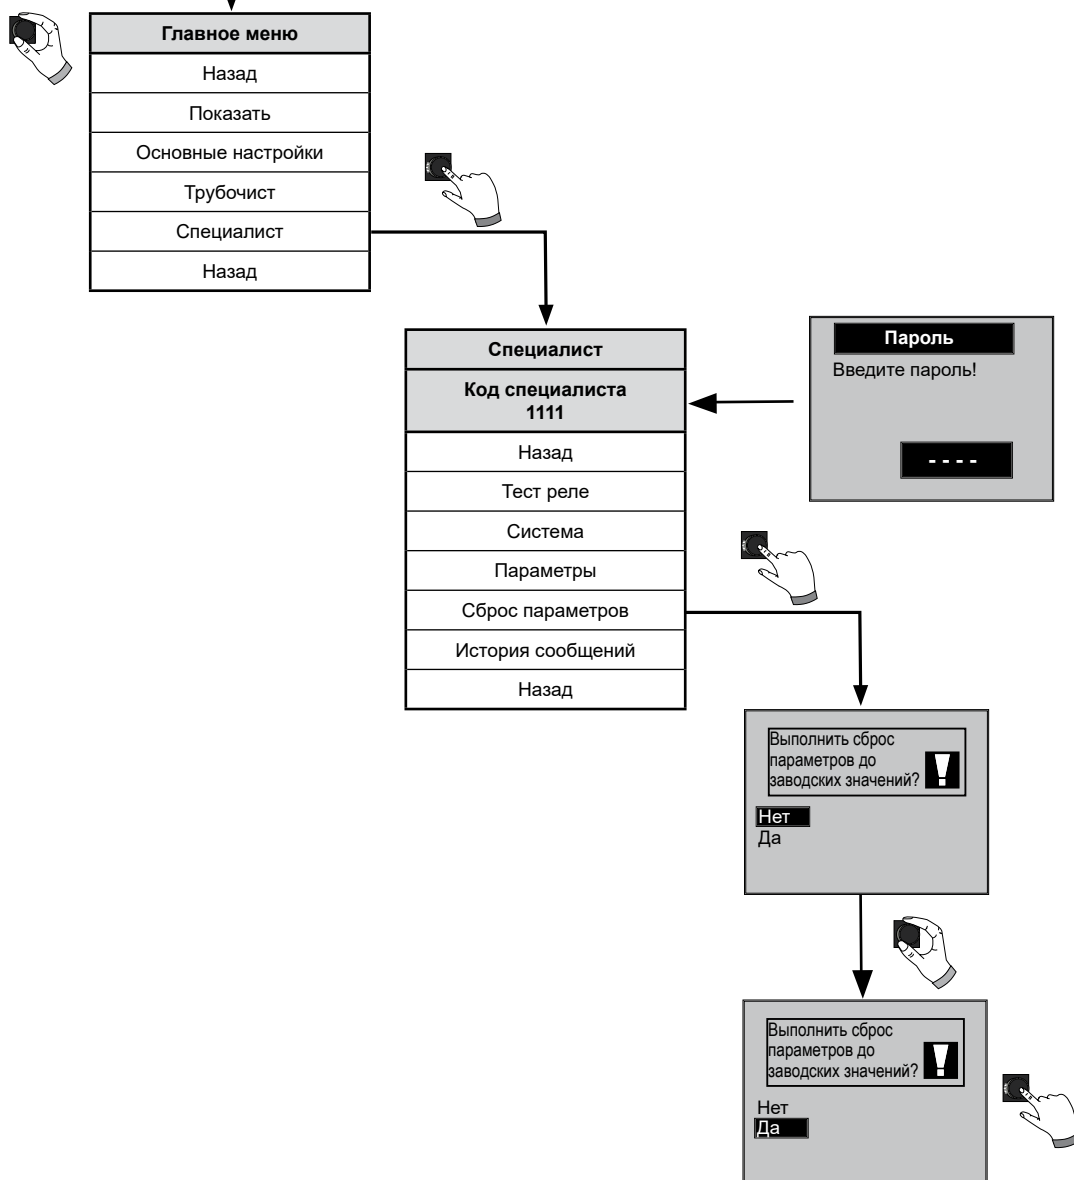 Главное меню
Назад
Показать
Основные настройки
Трубочист
Специалист
Назад
Специалист
Код специалиста
1111
Назад
Тест реле
Система
Параметры
Сброс параметров
История сообщений
Назад
Пароль
Введите пароль!
- - - -
Выполнить сброс
параметров до
заводских значений?
Нет
Да
Выполнить сброс
параметров до
заводских значений?
Нет
Да